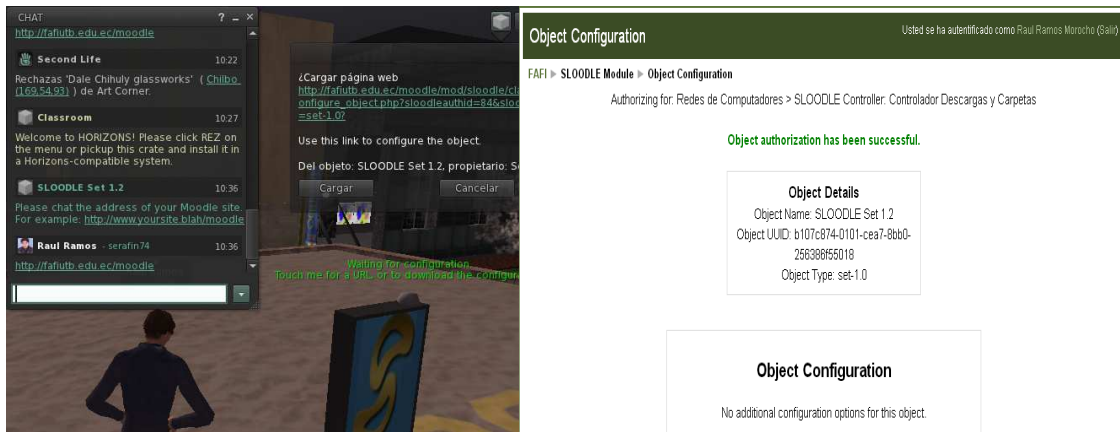 CHAT
? _ ×
http://fafiutb.edu.ec/moodle
Second Life 10:22
Rechazas 'Dale Chihuly glassworks' ( Chilbo
(169,54,93) ) de Art Corner.
Classroom 10:27
Welcome to HORIZONS! Please click REZ on
the menu or pickup this crate and install it in
a Horizons-compatible system.
SLOODLE Set 1.2 10:36
Please chat the address of your Moodle site.
For example: http://www.yoursite.blah/moodle
Raul Ramos - serafin74 10:36
http://fafiutb.edu.ec/moodle
¿Cargar página web
http://fafiutb.edu.ec/moodle/mod/sloodle/cla
onfigure_object.php?sloodleauthid=84&slood
=set-1.0?
Use this link to configure the object.
Del objeto: SLOODLE Set 1.2, propietario: Se
Cargar Cancelar
Waiting for configuration.
Touch me for a URL, or to download the configura
Object Configuration
Usted se ha autentificado como Raul Ramos Morocho (Salir)
FAFI ► SLOODLE Module ► Object Configuration
Authorizing for: Redes de Computadores > SLOODLE Controller: Controlador Descargas y Carpetas
Object authorization has been successful.
Object Details
Object Name: SLOODLE Set 1.2
Object UUID: b107c874-0101-cea7-8bb0-
256386f55018
Object Type: set-1.0
Object Configuration
No additional configuration options for this object.